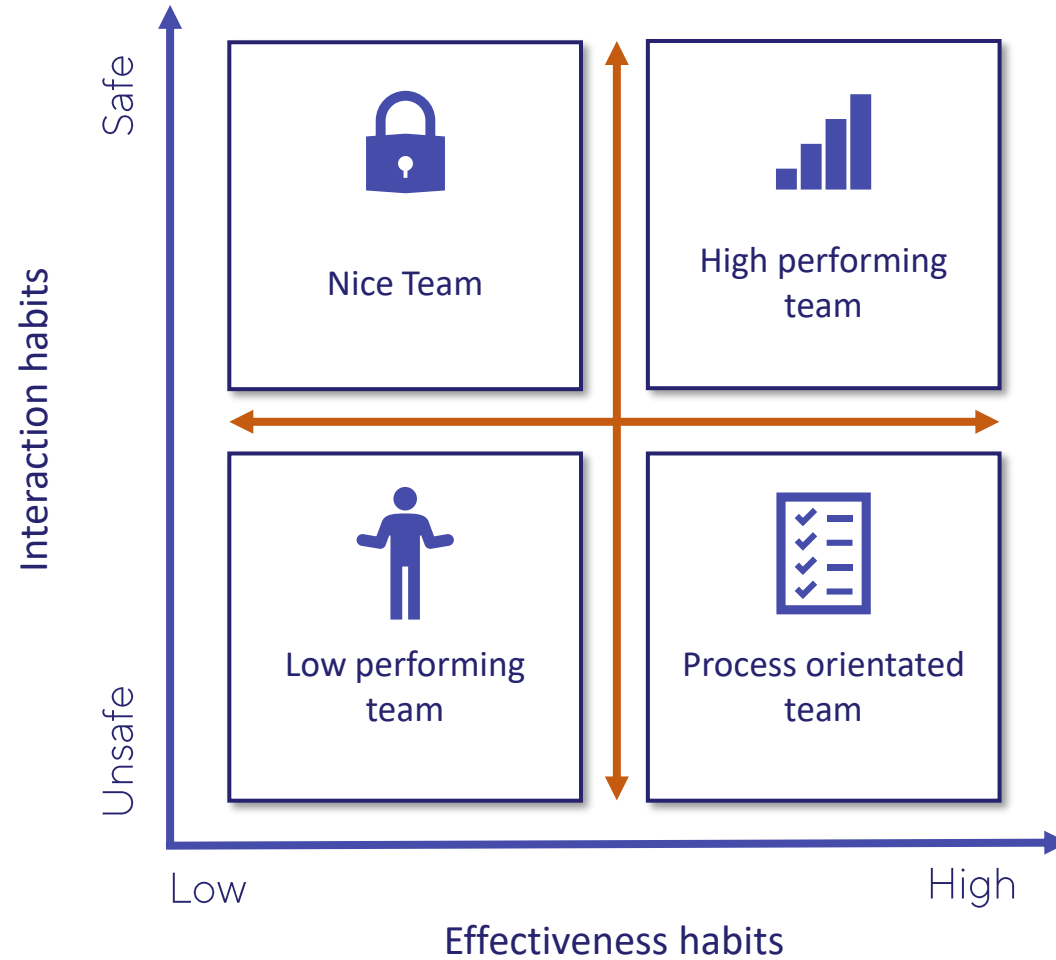 Safe
Nice Team
High performing
team
Interaction habits
Low performing
team
Process orientated
team
Unsafe
Low
High
Effectiveness habits